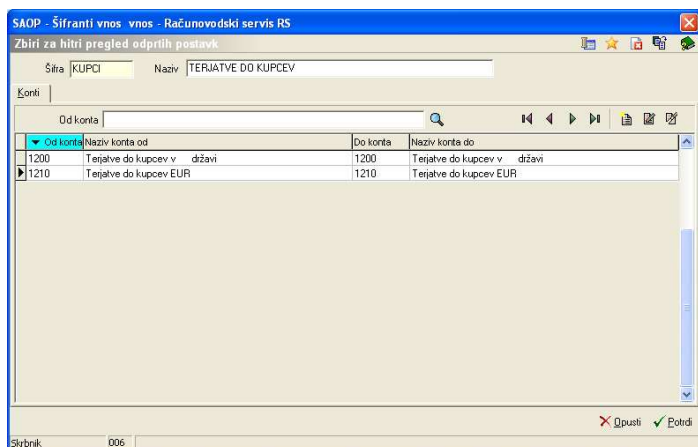 SAOP - Šifranti vnos vnos - Računovodski servis RS
Zbiri za hitri pregled odprtih postavk
Šifra KUPCI Naziv TERJATVE DO KUPCEV
Konti
Od konta
Od konta Naziv konta od Do konta Naziv konta do
1200 Terjatve do kupcev v državi 1200 Terjatve do kupcev v državi
1210 Terjatve do kupcev EUR 1210 Terjatve do kupcev EUR
Opusti Potrdi
Skrbnik 006